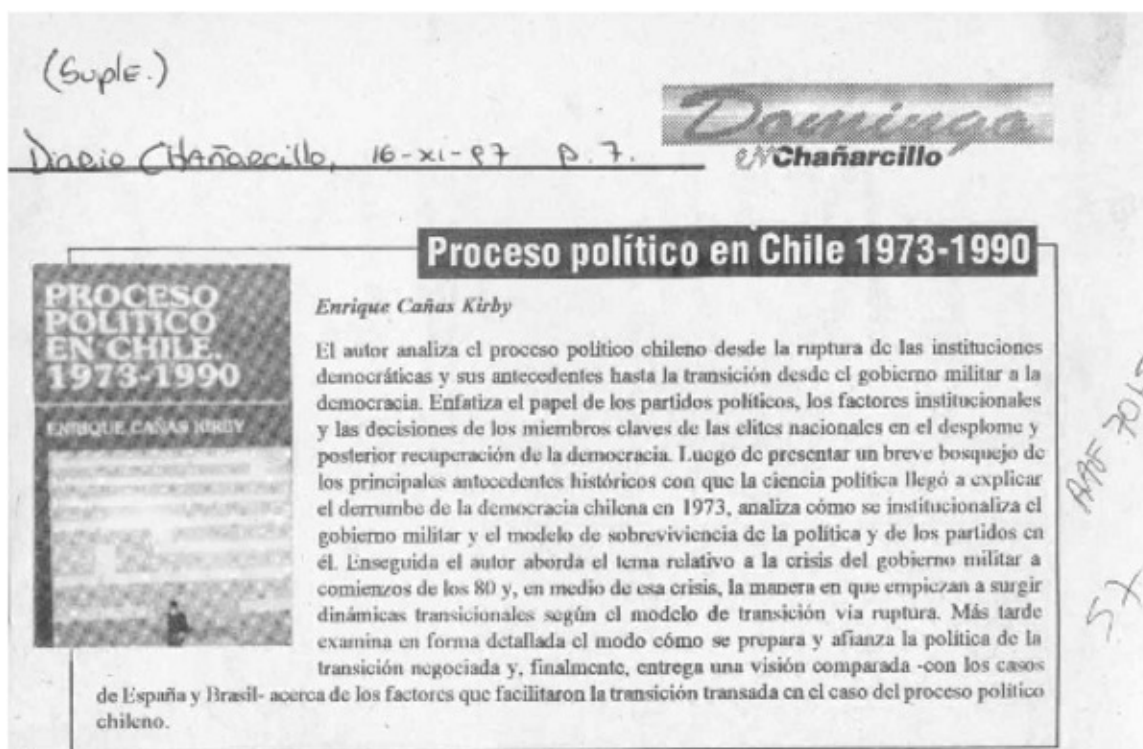 (Suple.)
Diario Chañarcillo, 16-XI-97 p. 7.
Domingo
en Chañarcillo
Proceso político en Chile 1973-1990
PROCESO
POLITICO
EN CHILE.
1973-1990
ENRIQUE CAÑAS KIRBY
Enrique Cañas Kirby
El autor analiza el proceso político chileno desde la ruptura de las instituciones
democráticas y sus antecedentes hasta la transición desde el gobierno militar a la
democracia. Enfatiza el papel de los partidos políticos, los factores institucionales
y las decisiones de los miembros claves de las elites nacionales en el desplome y
posterior recuperación de la democracia. Luego de presentar un breve bosquejo de
los principales antecedentes históricos con que la ciencia política llegó a explicar
el derrumbe de la democracia chilena en 1973, analiza cómo se institucionaliza el
gobierno militar y el modelo de sobrevivencia de la política y de los partidos en
él. Enseguida el autor aborda el tema relativo a la crisis del gobierno militar a
comienzos de los 80 y, en medio de esa crisis, la manera en que empiezan a surgir
dinámicas transicionales según el modelo de transición vía ruptura. Más tarde
examina en forma detallada el modo cómo se prepara y afianza la política de la
transición negociada y, finalmente, entrega una visión comparada -con los casos
de España y Brasil- acerca de los factores que facilitaron la transición transada en el caso del proceso político
chileno.